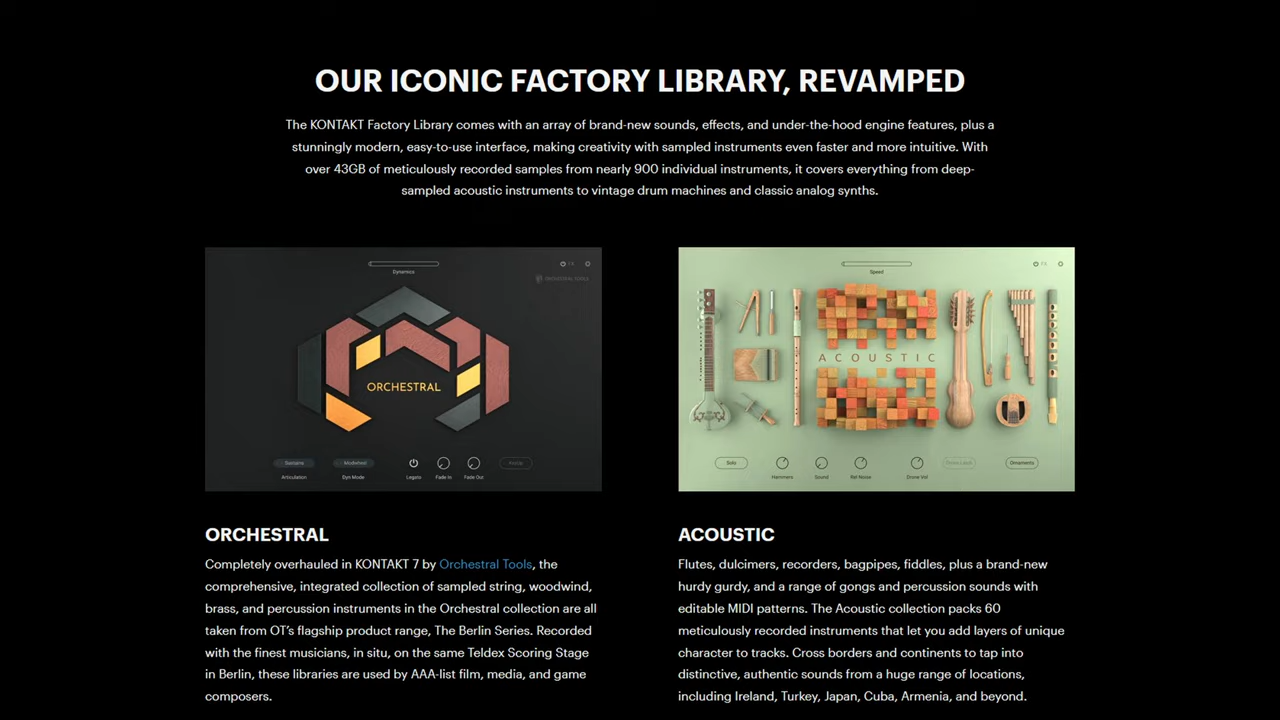 OUR ICONIC FACTORY LIBRARY, REVAMPED
The KONTAKT Factory Library comes with an array of brand-new sounds, effects, and under-the-hood engine features, plus a
stunningly modern, easy-to-use interface, making creativity with sampled instruments even faster and more intuitive. With
over 43GB of meticulously recorded samples from nearly 900 individual instruments, it covers everything from deep-
sampled acoustic instruments to vintage drum machines and classic analog synths.
Dynamics
FX
ORCHESTRAL TOOLS
ORCHESTRAL
Sustains
Modwheel
Articulation
Dyn Mode
Legato
Fade In
Fade Out
Speed
FX
ACOUSTIC
Solo
Ornaments
Hammers
Sound
Rel Noise
Drone Vol
ORCHESTRAL
Completely overhauled in KONTAKT 7 by Orchestral Tools, the
comprehensive, integrated collection of sampled string, woodwind,
brass, and percussion instruments in the Orchestral collection are all
taken from OT's flagship product range, The Berlin Series. Recorded
with the finest musicians, in situ, on the same Teldex Scoring Stage
in Berlin, these libraries are used by AAA-list film, media, and game
composers.
ACOUSTIC
Flutes, dulcimers, recorders, bagpipes, fiddles, plus a brand-new
hurdy gurdy, and a range of gongs and percussion sounds with
editable MIDI patterns. The Acoustic collection packs 60
meticulously recorded instruments that let you add layers of unique
character to tracks. Cross borders and continents to tap into
distinctive, authentic sounds from a huge range of locations,
including Ireland, Turkey, Japan, Cuba, Armenia, and beyond.